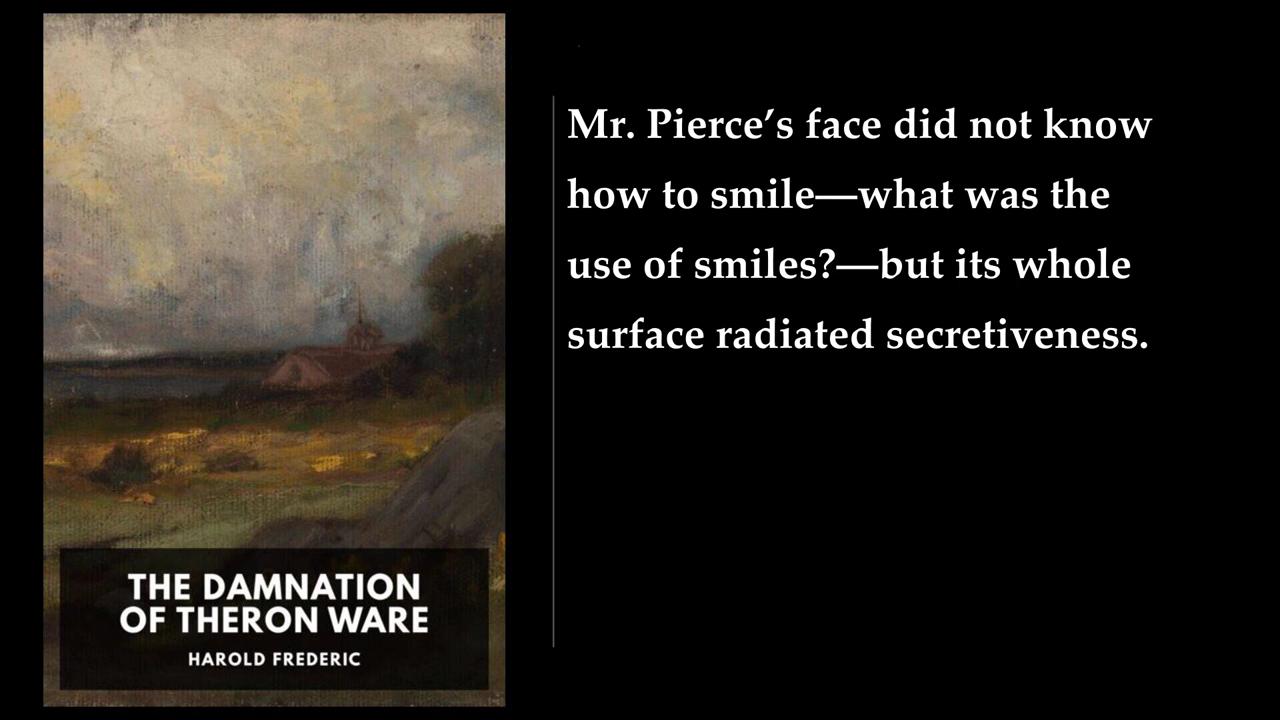 Mr. Pierce’s face did not know
how to smile—what was the
use of smiles?—but its whole
surface radiated secretiveness.
THE DAMNATION
OF THERON WARE
HAROLD FREDERIC